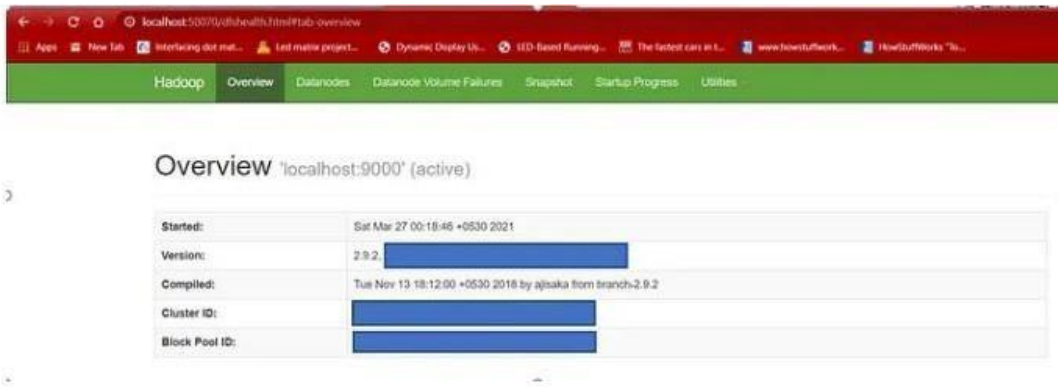 localhost:50070/dfshealth.html#tab-overview
Apps New Tab Interfacing dot mat... Led matrix project... Dynamic Display Us... LED-Based Running... The fastest cars in t... www.howstuffwork... HowStuffWorks "To...
Hadoop Overview Datanodes Datanode Volume Failures Snapshot Startup Progress Utilities
Overview 'localhost:9000' (active)
Started: Sat Mar 27 00:18:46 +0530 2021
Version: 2.9.2,
Compiled: Tue Nov 13 18:12:00 +0530 2018 by ajisaka from branch-2.9.2
Cluster ID:
Block Pool ID: